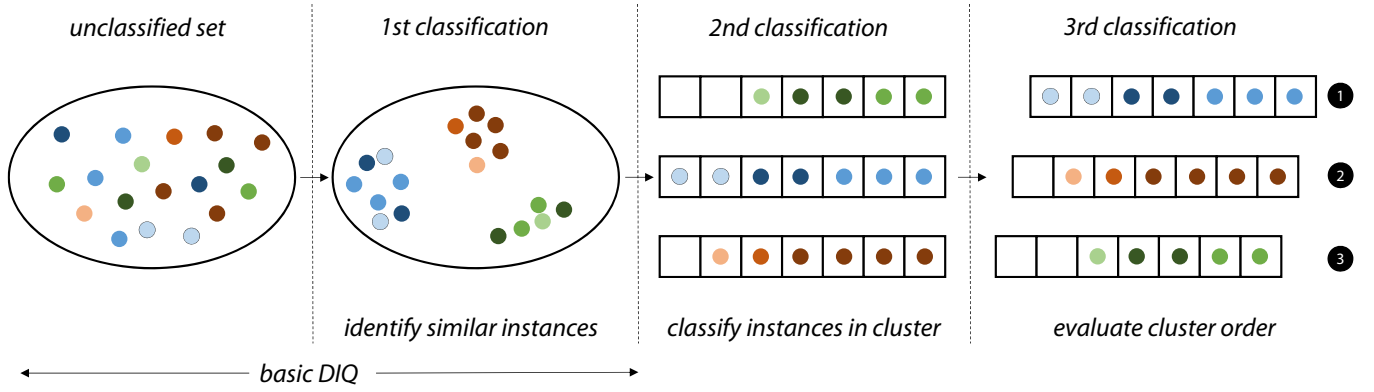 unclassified set
1st classification
2nd classification
3rd classification
1
2
3
identify similar instances
classify instances in cluster
evaluate cluster order
basic DIQ